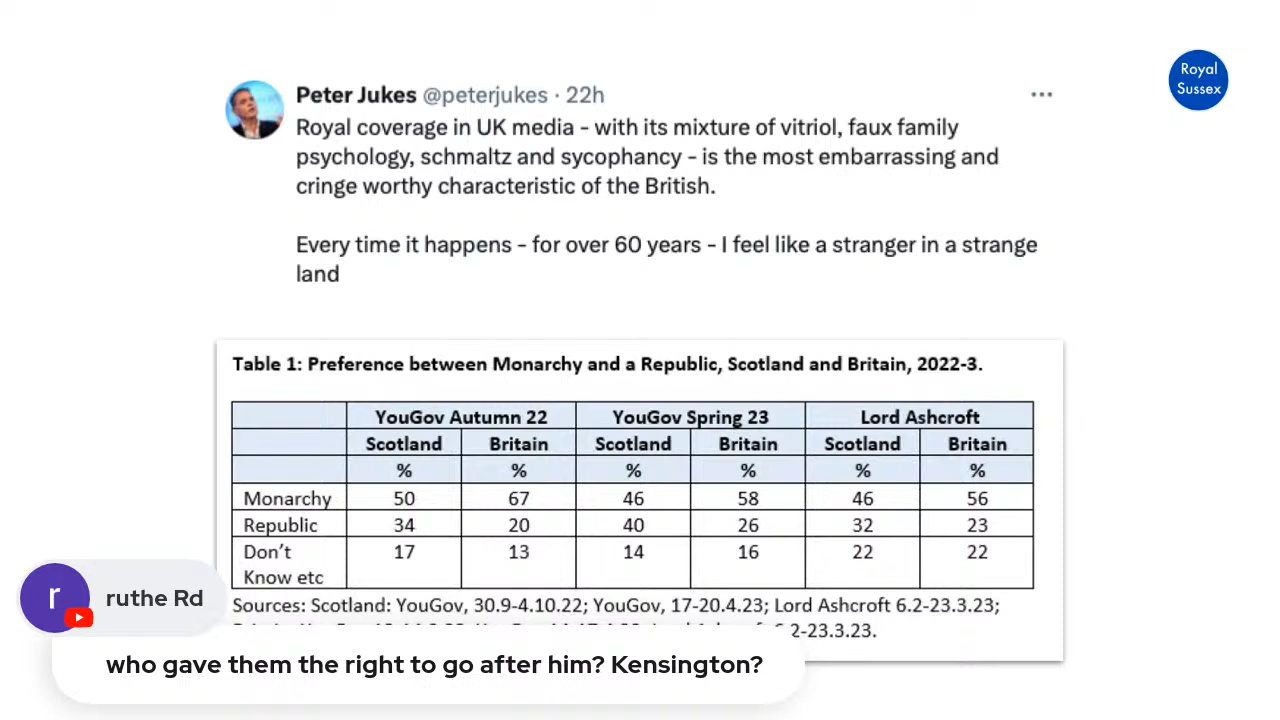 Peter Jukes @peterjukes · 22h ...
Royal
Sussex
Royal coverage in UK media - with its mixture of vitriol, faux family
psychology, schmaltz and sycophancy - is the most embarrassing and
cringe worthy characteristic of the British.
Every time it happens - for over 60 years - I feel like a stranger in a strange
land
Table 1: Preference between Monarchy and a Republic, Scotland and Britain, 2022-3.
YouGov Autumn 22 YouGov Spring 23 Lord Ashcroft
Scotland Britain Scotland Britain Scotland Britain
% % % % % %
Monarchy 50 67 46 58 46 56
Republic 34 20 40 26 32 23
Don't 17 13 14 16 22 22
Know etc
Sources: Scotland: YouGov, 30.9-4.10.22; YouGov, 17-20.4.23; Lord Ashcroft 6.2-23.3.23;
2-23.3.23.
r
ruthe Rd
who gave them the right to go after him? Kensington?